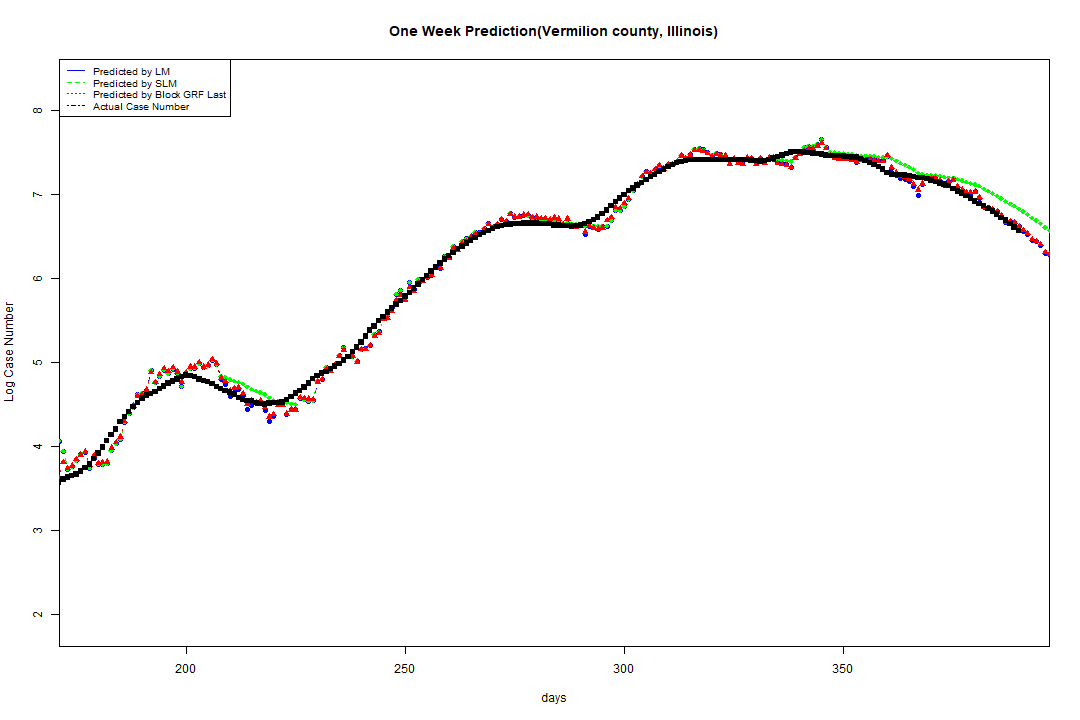 One Week Prediction(Vermilion county, Illinois)
Predicted by LM
Predicted by SLM
Predicted by Block GRF Last
Actual Case Number
8
7
6
5
4
3
2
Log Case Number
200 250 300 350
days